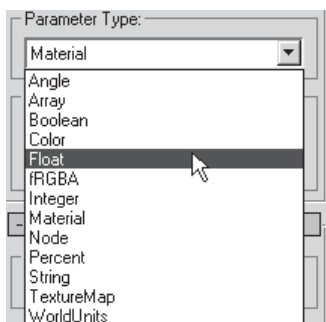 Parameter Type:
Material
Angle
Array
Boolean
Color
Float
fRGBA
Integer
Material
Node
Percent
String
TextureMap
WorldUnits